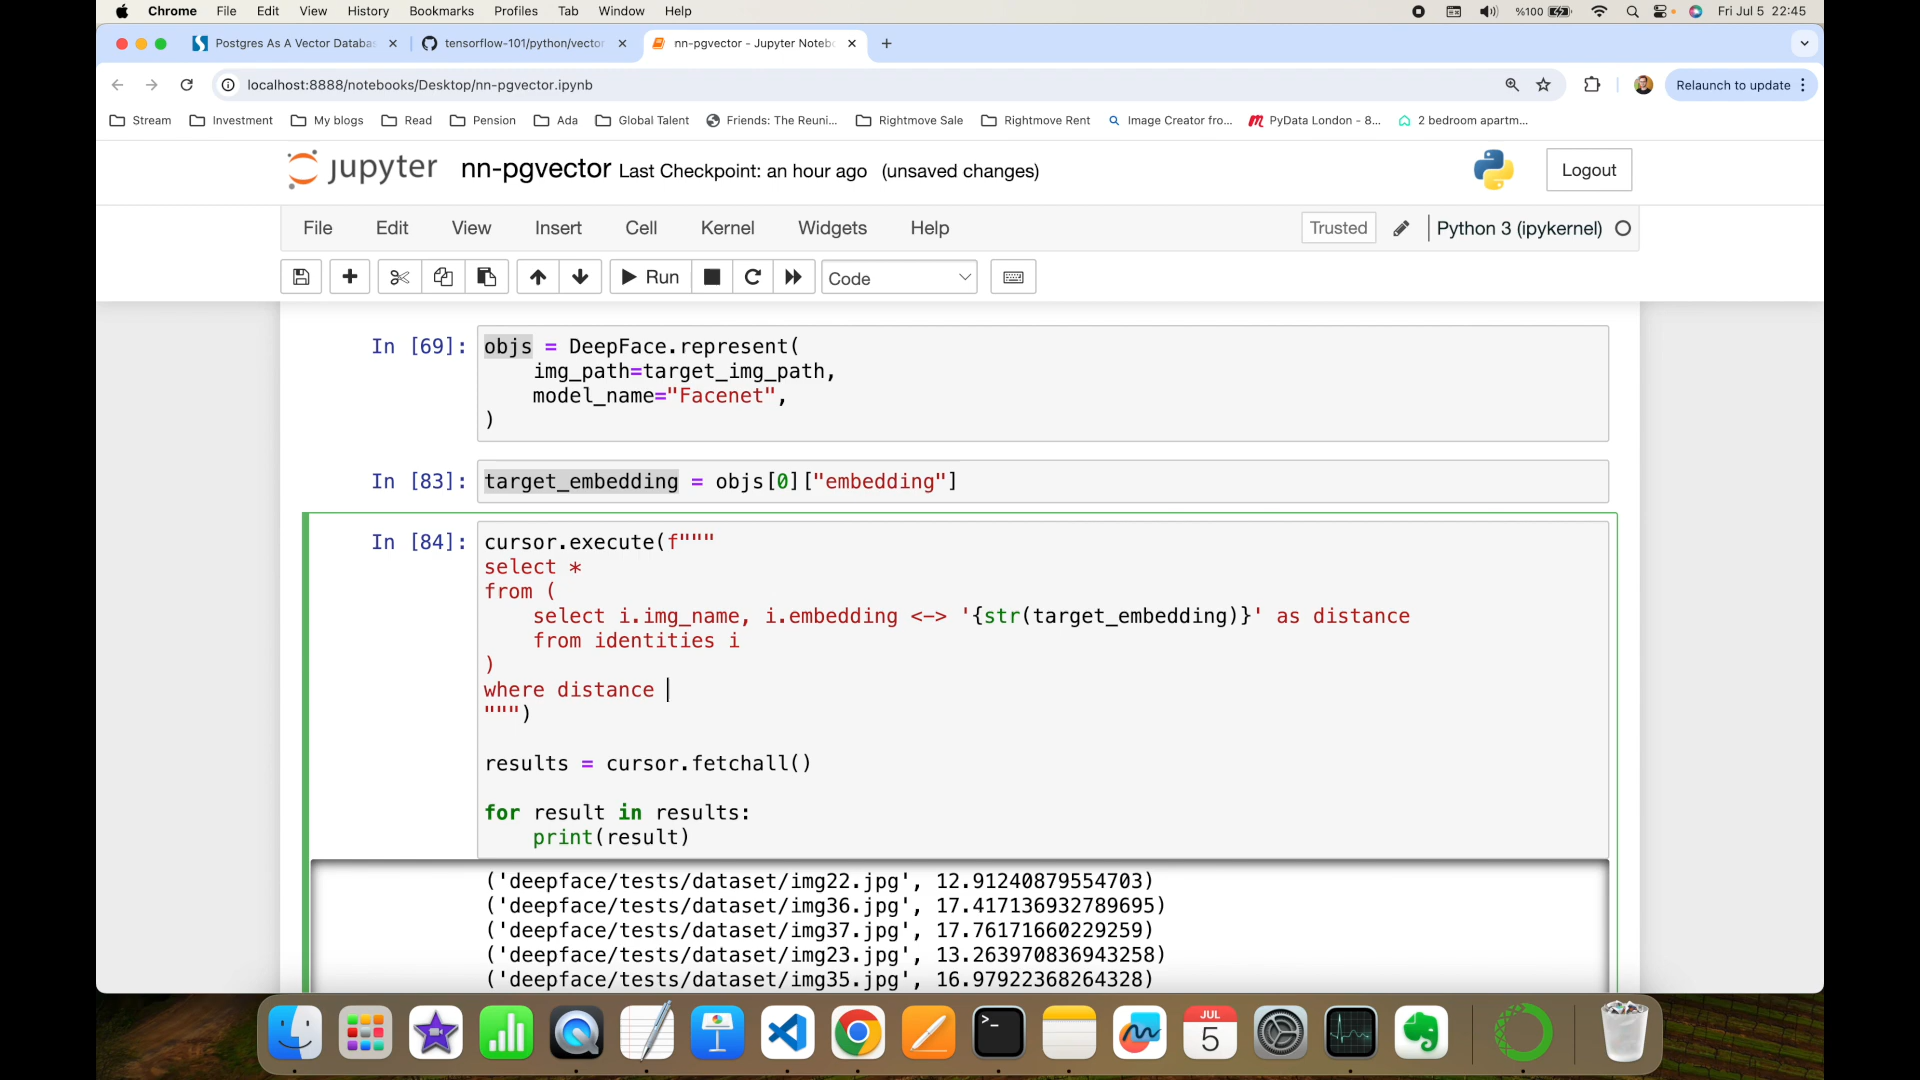 Chrome File Edit View History Bookmarks Profiles Tab Window Help %100 Fri Jul 5 22:45
Postgres As A Vector Databas tensorflow-101/python/vector nn-pgvector - Jupyter Notebo
localhost:8888/notebooks/Desktop/nn-pgvector.ipynb Relaunch to update
Stream Investment My blogs Read Pension Ada Global Talent Friends: The Reuni... Rightmove Sale Rightmove Rent Image Creator fro... PyData London - 8... 2 bedroom apartm...
jupyter nn-pgvector Last Checkpoint: an hour ago (unsaved changes) Logout
File Edit View Insert Cell Kernel Widgets Help Trusted Python 3 (ipykernel)
Run Code
In [69]: objs = DeepFace.represent(
img_path=target_img_path,
model_name="Facenet",
)
In [83]: target_embedding = objs[0]["embedding"]
In [84]: cursor.execute(f"""
select *
from (
select i.img_name, i.embedding <-> '{str(target_embedding)}' as distance
from identities i
)
where distance
""")
results = cursor.fetchall()
for result in results:
print(result)
('deepface/tests/dataset/img22.jpg', 12.91240879554703)
('deepface/tests/dataset/img36.jpg', 17.417136932789695)
('deepface/tests/dataset/img37.jpg', 17.76171660229259)
('deepface/tests/dataset/img23.jpg', 13.263970836943258)
('deepface/tests/dataset/img35.jpg', 16.97922368264328)
JUL
5